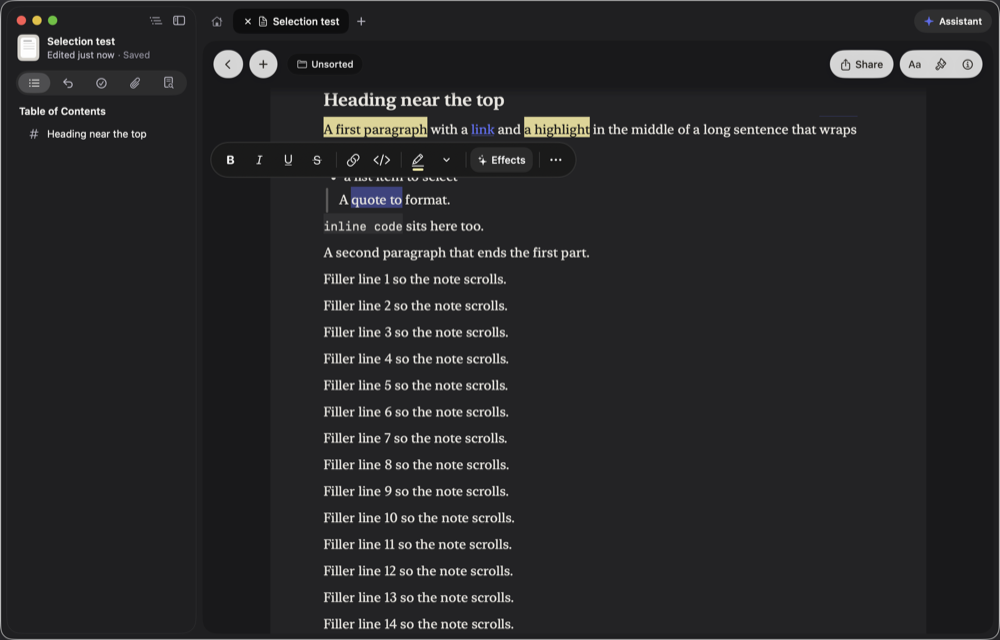 Selection test
Assistant
Selection test
Edited just now · Saved
Unsorted
Share
Aa
Table of Contents
# Heading near the top
Heading near the top
A first paragraph with a link and a highlight in the middle of a long sentence that wraps
B I U S </> Effects
• a list item to select
A quote to format.
inline code sits here too.
A second paragraph that ends the first part.
Filler line 1 so the note scrolls.
Filler line 2 so the note scrolls.
Filler line 3 so the note scrolls.
Filler line 4 so the note scrolls.
Filler line 5 so the note scrolls.
Filler line 6 so the note scrolls.
Filler line 7 so the note scrolls.
Filler line 8 so the note scrolls.
Filler line 9 so the note scrolls.
Filler line 10 so the note scrolls.
Filler line 11 so the note scrolls.
Filler line 12 so the note scrolls.
Filler line 13 so the note scrolls.
Filler line 14 so the note scrolls.